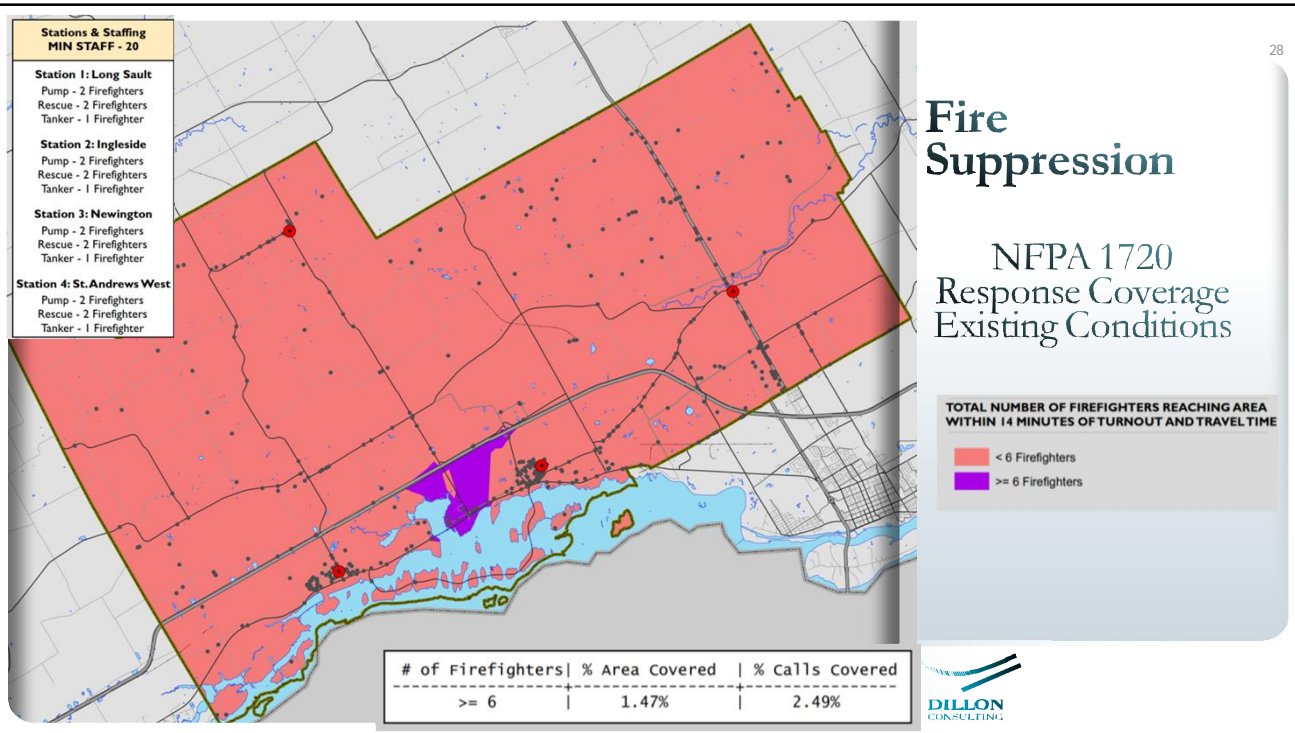 28
Stations & Staffing
MIN STAFF - 20
Station 1: Long Sault
Pump - 2 Firefighters
Rescue - 2 Firefighters
Tanker - 1 Firefighter
Station 2: Ingleside
Pump - 2 Firefighters
Rescue - 2 Firefighters
Tanker - 1 Firefighter
Station 3: Newington
Pump - 2 Firefighters
Rescue - 2 Firefighters
Tanker - 1 Firefighter
Station 4: St. Andrews West
Pump - 2 Firefighters
Rescue - 2 Firefighters
Tanker - 1 Firefighter
Fire
Suppression
NFPA 1720
Response Coverage
Existing Conditions
TOTAL NUMBER OF FIREFIGHTERS REACHING AREA
WITHIN 14 MINUTES OF TURNOUT AND TRAVEL TIME
< 6 Firefighters
>= 6 Firefighters
# of Firefighters| % Area Covered | % Calls Covered
>= 6 | 1.47% | 2.49%
DILLON
CONSULTING